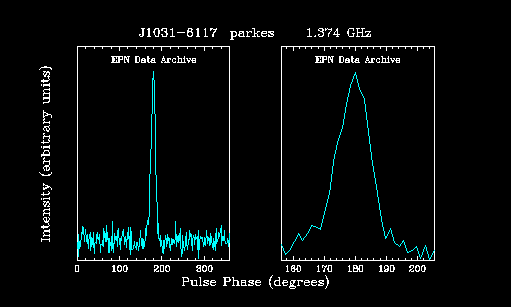 J1031-6117 parkes 1.374 GHz
EPN Data Archive EPN Data Archive
Intensity (arbitrary units)
0 100 200 300 160 170 180 190 200
Pulse Phase (degrees)